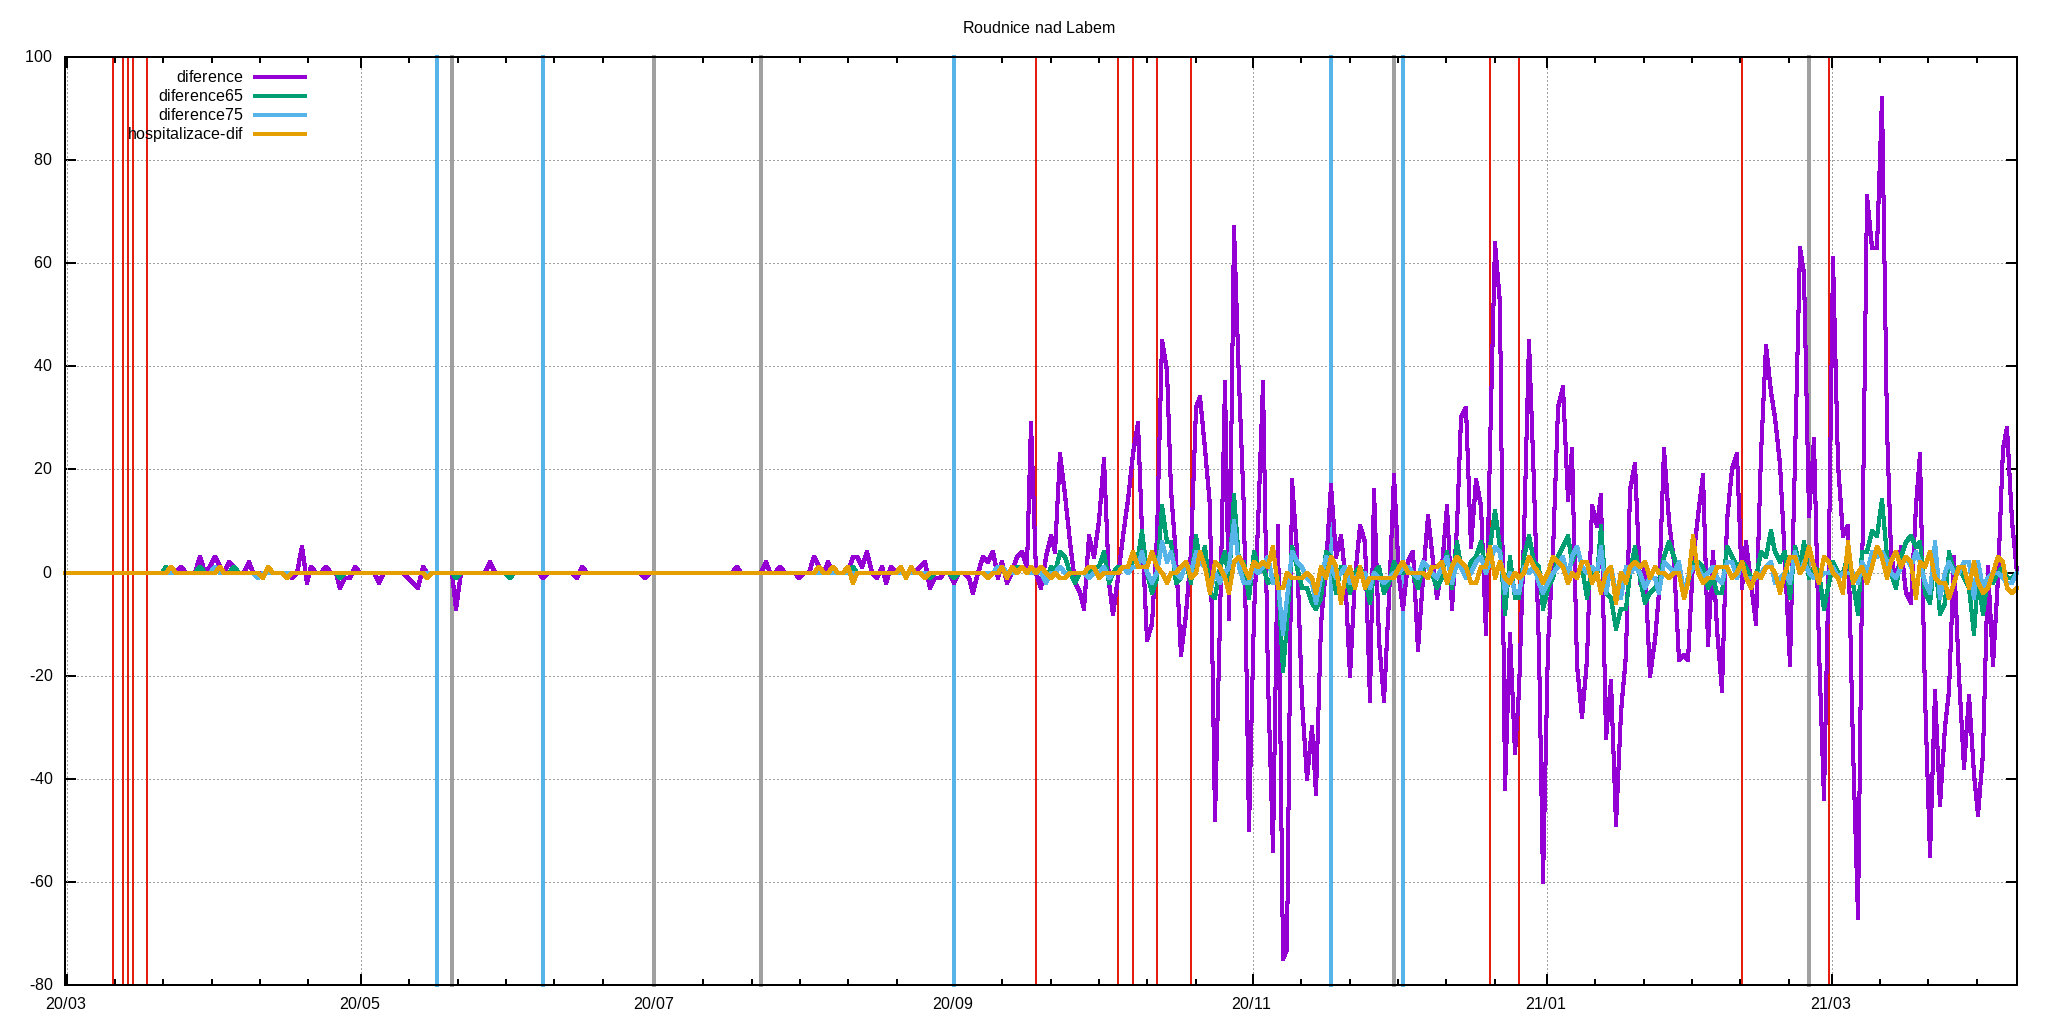 Roudnice nad Labem
100
80
60
40
20
0
-20
-40
-60
-80
diference
diference65
diference75
hospitalizace-dif
20/03 20/05 20/07 20/09 20/11 21/01 21/03